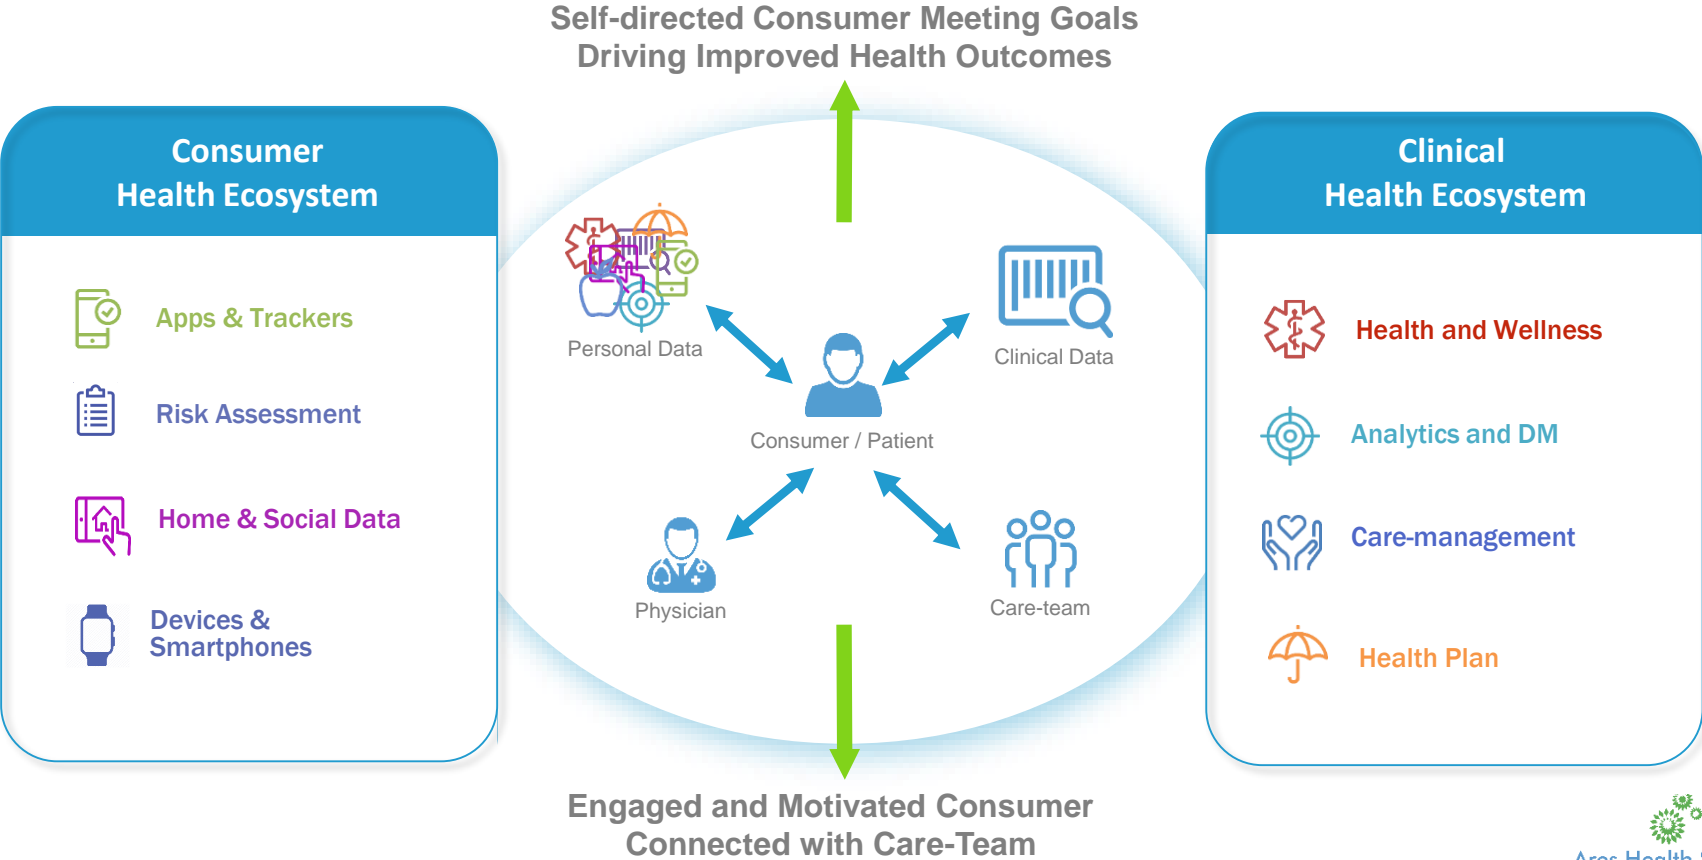 Self-directed Consumer Meeting Goals
Driving Improved Health Outcomes
Consumer
Health Ecosystem
Apps & Trackers
Risk Assessment
Home & Social Data
Devices &
Smartphones
Personal Data
Clinical Data
Consumer / Patient
Physician
Care-team
Clinical
Health Ecosystem
Health and Wellness
Analytics and DM
Care-management
Health Plan
Engaged and Motivated Consumer
Connected with Care-Team
Ares Health